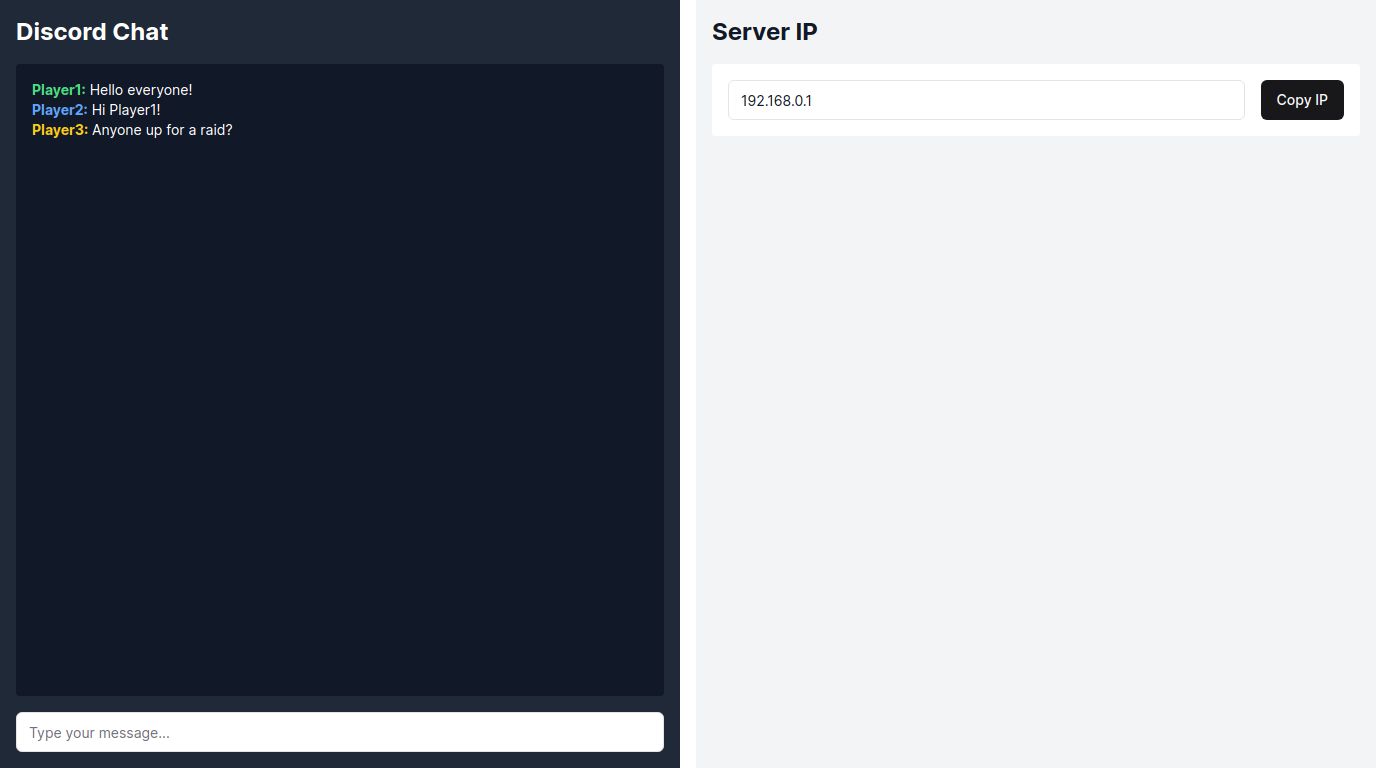 Discord Chat
Player1: Hello everyone!
Player2: Hi Player1!
Player3: Anyone up for a raid?
Type your message...
Server IP
192.168.0.1
Copy IP